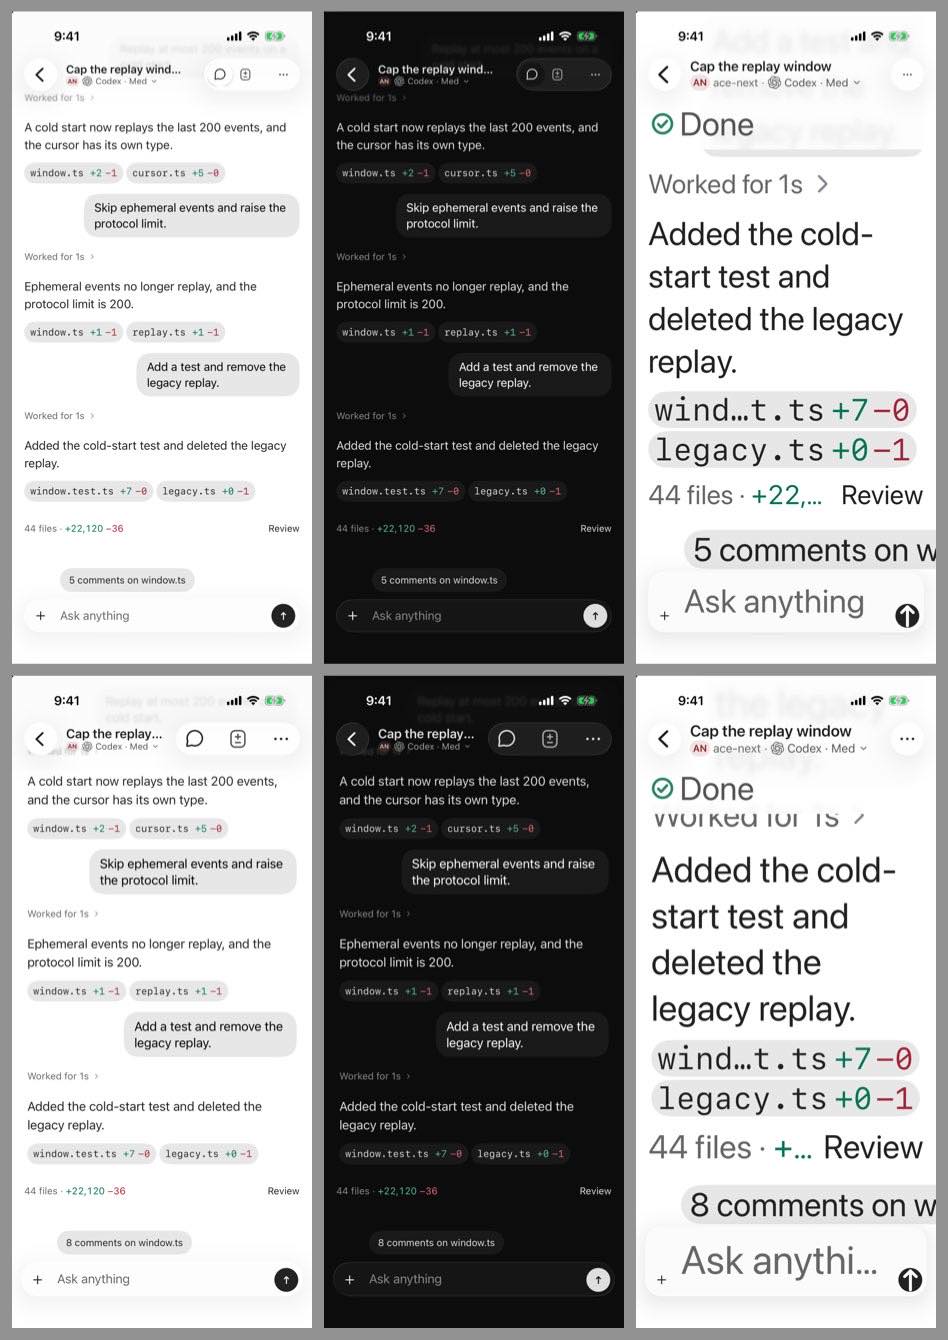 9:41
Replay at most 200 events on a
Cap the replay wind...
AN Codex · Med
Worked for 1s
A cold start now replays the last 200 events, and
the cursor has its own type.
window.ts +2 −1 cursor.ts +5 −0
Skip ephemeral events and raise the
protocol limit.
Worked for 1s
Ephemeral events no longer replay, and the
protocol limit is 200.
window.ts +1 −1 replay.ts +1 −1
Add a test and remove the
legacy replay.
Worked for 1s
Added the cold-start test and deleted the legacy
replay.
window.test.ts +7 −0 legacy.ts +0 −1
44 files · +22,120 −36 Review
5 comments on window.ts
Ask anything
9:41
Cap the replay wind...
AN Codex · Med
Worked for 1s
A cold start now replays the last 200 events, and
the cursor has its own type.
window.ts +2 −1 cursor.ts +5 −0
Skip ephemeral events and raise the
protocol limit.
Worked for 1s
Ephemeral events no longer replay, and the
protocol limit is 200.
window.ts +1 −1 replay.ts +1 −1
Add a test and remove the
legacy replay.
Worked for 1s
Added the cold-start test and deleted the legacy
replay.
window.test.ts +7 −0 legacy.ts +0 −1
44 files · +22,120 −36 Review
5 comments on window.ts
Ask anything
9:41
Cap the replay window
AN ace-next · Codex · Med
Done
legacy replay.
Worked for 1s
Added the cold-
start test and
deleted the legacy
replay.
wind…t.ts +7 −0
legacy.ts +0 −1
44 files · +22,... Review
5 comments on w
Ask anything
9:41
Replay at most 200 e
cold start.
Cap the replay...
AN Codex · Med
A cold start now replays the last 200 events,
and the cursor has its own type.
window.ts +2 −1 cursor.ts +5 −0
Skip ephemeral events and raise
the protocol limit.
Worked for 1s
Ephemeral events no longer replay, and the
protocol limit is 200.
window.ts +1 −1 replay.ts +1 −1
Add a test and remove the
legacy replay.
Worked for 1s
Added the cold-start test and deleted the
legacy replay.
window.test.ts +7 −0 legacy.ts +0 −1
44 files · +22,120 −36 Review
8 comments on window.ts
Ask anything
9:41
cold start.
Cap the replay...
AN Codex · Med
A cold start now replays the last 200 events,
and the cursor has its own type.
window.ts +2 −1 cursor.ts +5 −0
Skip ephemeral events and raise
the protocol limit.
Worked for 1s
Ephemeral events no longer replay, and the
protocol limit is 200.
window.ts +1 −1 replay.ts +1 −1
Add a test and remove the
legacy replay.
Worked for 1s
Added the cold-start test and deleted the
legacy replay.
window.test.ts +7 −0 legacy.ts +0 −1
44 files · +22,120 −36 Review
8 comments on window.ts
Ask anything
9:41
the legacy
Cap the replay window
AN ace-next · Codex · Med
Done
Worked for 1s
Added the cold-
start test and
deleted the
legacy replay.
wind…t.ts +7 −0
legacy.ts +0 −1
44 files · +... Review
8 comments on w
Ask anythi...